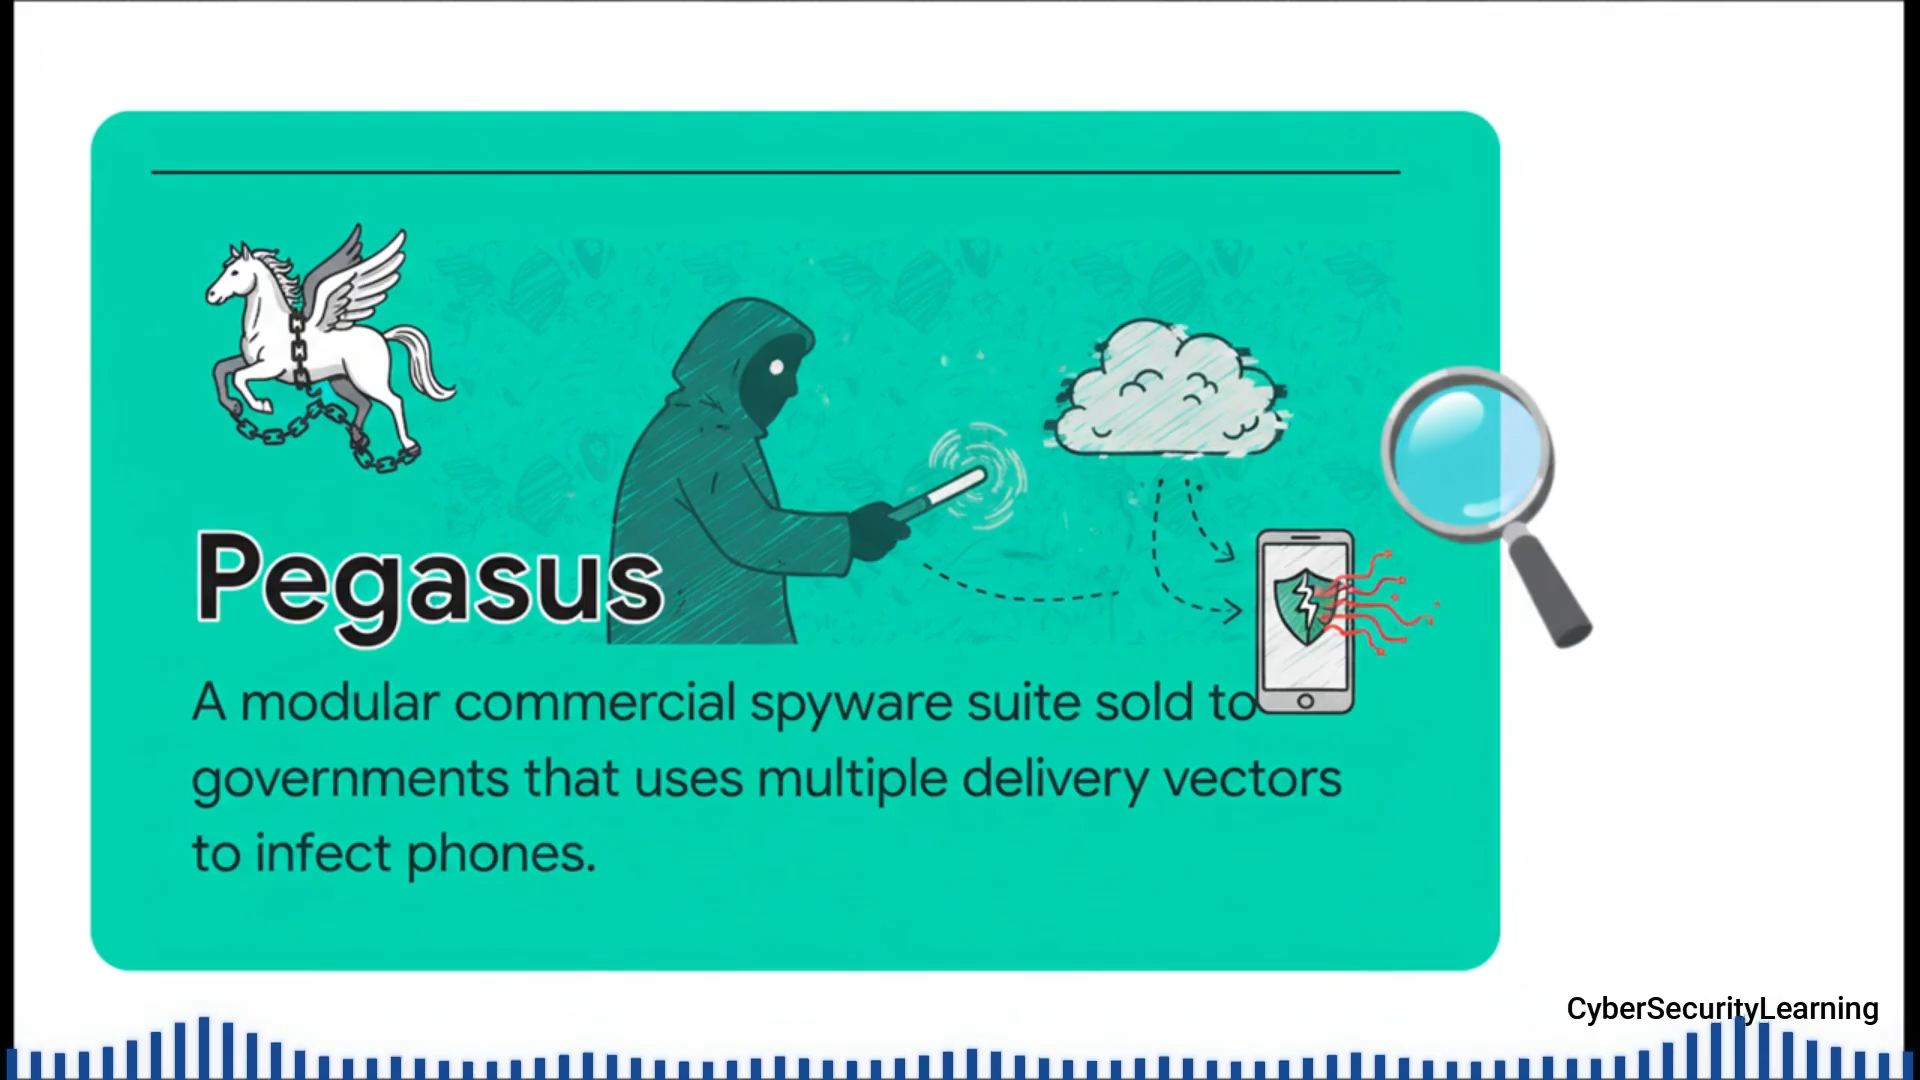 Pegasus
A modular commercial spyware suite sold to
governments that uses multiple delivery vectors
to infect phones.
CyberSecurityLearning